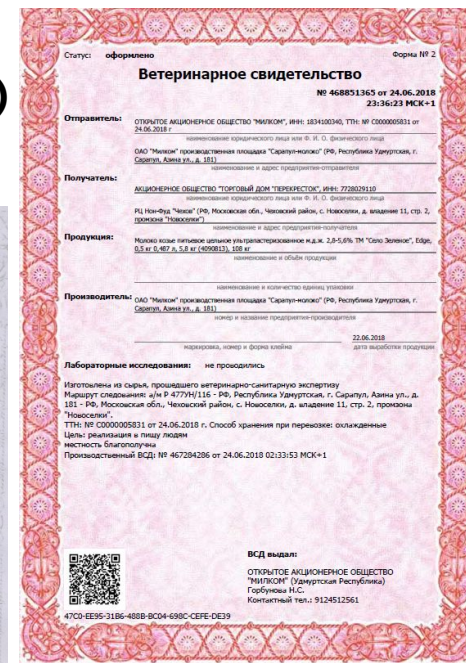 )
Статус: оформлено
Форма № 2
Ветеринарное свидетельство
№ 468851365 от 24.06.2018
23:36:23 МСК+1
Отправитель:
ОТКРЫТОЕ АКЦИОНЕРНОЕ ОБЩЕСТВО "МИЛКОМ", ИНН: 1834100340, ТТН: № С0000005831 от
24.06.2018 г
наименование юридического лица или Ф. И. О. физического лица
ОАО "Милком" производственная площадка "Сарапул-молоко" (РФ, Республика Удмуртская, г.
Сарапул, Азина ул., д. 181)
наименование и адрес предприятия-отправителя
Получатель:
АКЦИОНЕРНОЕ ОБЩЕСТВО "ТОРГОВЫЙ ДОМ "ПЕРЕКРЕСТОК", ИНН: 7728029110
наименование юридического лица или Ф. И. О. физического лица
РЦ Нон-Фуд "Чехов" (РФ, Московская обл., Чеховский район, с. Новоселки, д. владение 11, стр. 2,
промзона "Новоселки")
наименование и адрес предприятия-получателя
Продукция:
Молоко козье питьевое цельное ультрапастеризованное м.д.ж. 2,8-5,6% ТМ "Село Зеленое", Edge,
0,5 кг 0,487 л, 5,8 кг (4090813), 108 кг
наименование и объём продукции
наименование и количество единиц упаковки
Производитель:
ОАО "Милком" производственная площадка "Сарапул-молоко" (РФ, Республика Удмуртская, г.
Сарапул, Азина ул., д. 181)
номер и название предприятия-производителя
22.06.2018
маркировка, номер и форма клейма
дата выработки продукции
Лабораторные исследования: не проводились
Изготовлена из сырья, прошедшего ветеринарно-санитарную экспертизу
Маршрут следования: а/м Р 477УН/116 - РФ, Республика Удмуртская, г. Сарапул, Азина ул., д.
181 - РФ, Московская обл., Чеховский район, с. Новоселки, д. владение 11, стр. 2, промзона
"Новоселки".
ТТН: № С0000005831 от 24.06.2018 г. Способ хранения при перевозке: охлажденные
Цель: реализация в пищу людям
местность благополучна
Производственный ВСД: № 467284286 от 24.06.2018 02:33:53 МСК+1
ВСД выдал:
ОТКРЫТОЕ АКЦИОНЕРНОЕ ОБЩЕСТВО
"МИЛКОМ" (Удмуртская Республика)
Горбунова Н.С.
Контактный тел.: 9124512561
47C0-EE95-31B6-488B-BC04-698C-CEFE-DE39